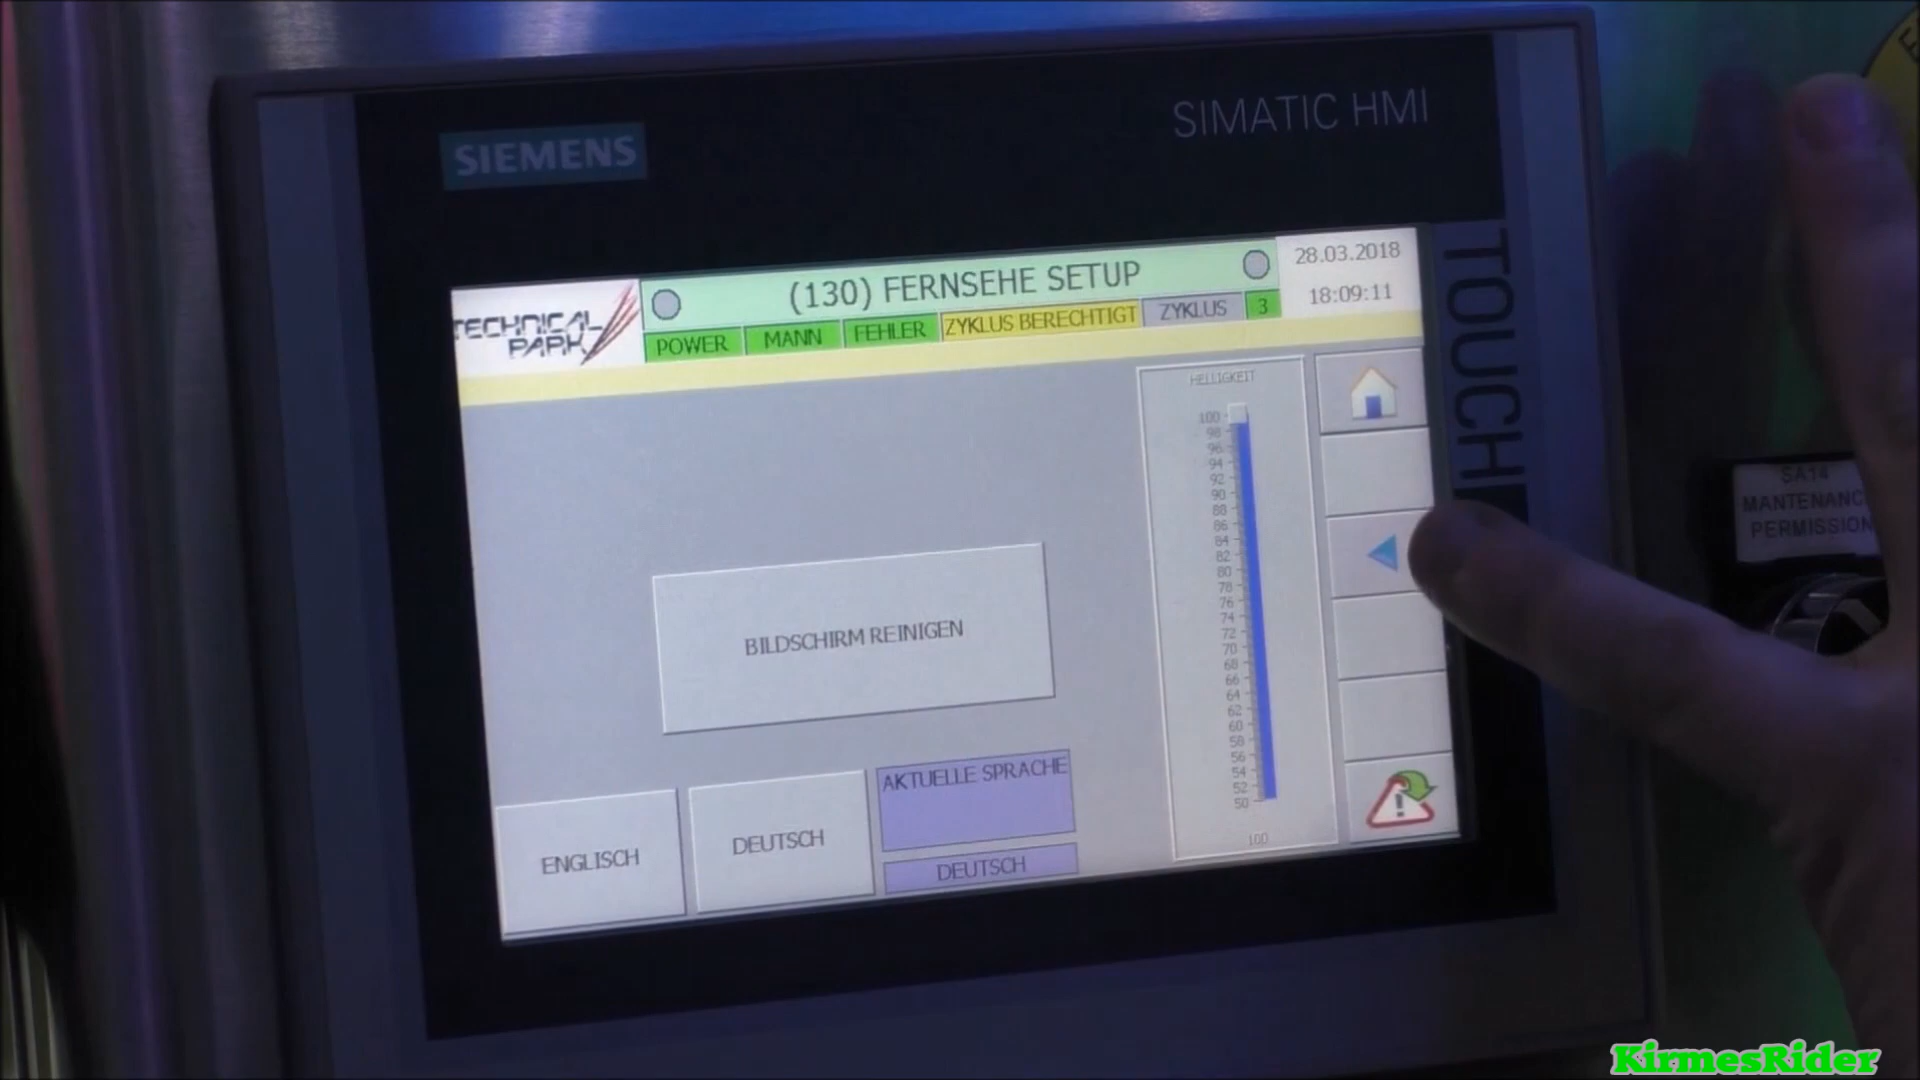 SIEMENS
SIMATIC HMI
TOUCH
TECHNICAL
PARK
(130) FERNSEHE SETUP
28.03.2018
18:09:11
POWER
MANN
FEHLER
ZYKLUS BERECHTIGT
ZYKLUS
3
HELLIGKEIT
100
98
96
94
92
90
88
86
84
82
80
78
76
74
72
70
68
66
64
62
60
58
56
54
52
50
100
BILDSCHIRM REINIGEN
ENGLISCH
DEUTSCH
AKTUELLE SPRACHE
DEUTSCH
SA14
MANTENANC
PERMISSION
KirmesRider